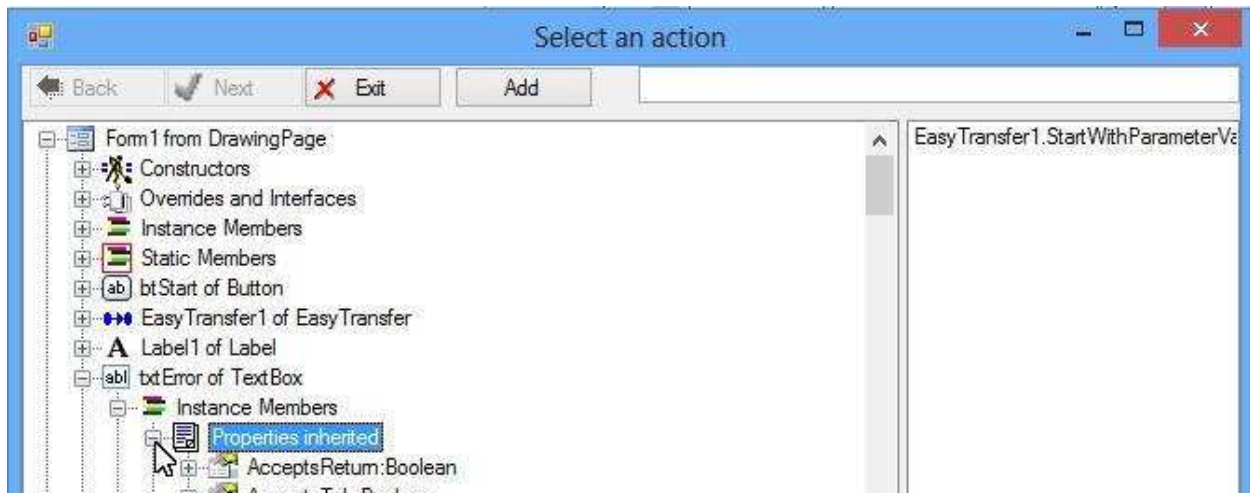 Select an action
Back Next Exit Add
Form1 from DrawingPage
EasyTransfer1.StartWithParameterVa
Constructors
Overrides and Interfaces
Instance Members
Static Members
ab btStart of Button
EasyTransfer1 of EasyTransfer
A Label1 of Label
abl txtError of TextBox
Instance Members
Properties inherited
AcceptsReturn:Boolean